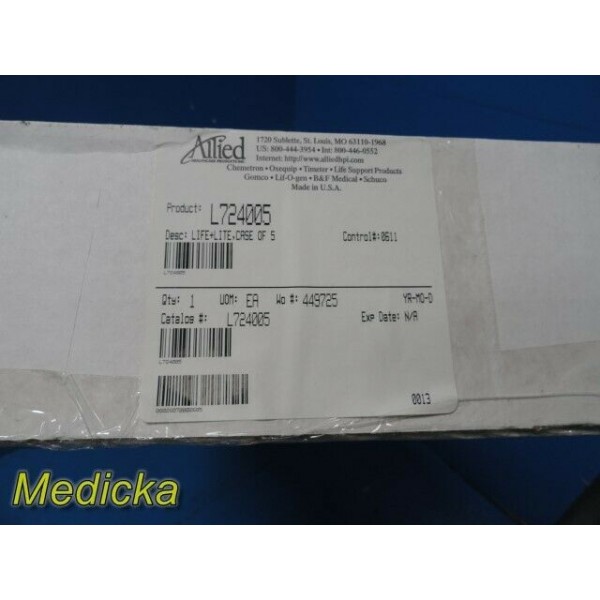 Allied
1720 Sublette, St. Louis, MO 63110-1968
US: 800-444-3954 • Int: 800-446-0552
Internet: http://www.alliedhpi.com
Chemetron • Oxequip • Timeter • Life Support Products
Gomco • Lif-O-gen • B&F Medical • Schuco
Made in U.S.A.
Product: L724005
Desc: LIFE+LITE,CASE OF 5 Control#:0611
L724005
Qty: 1 UOM: EA Wo #: 449725 YR-MO-D
Catalog #: L724005 Exp Date: N/A
L724005
0013
Medicka